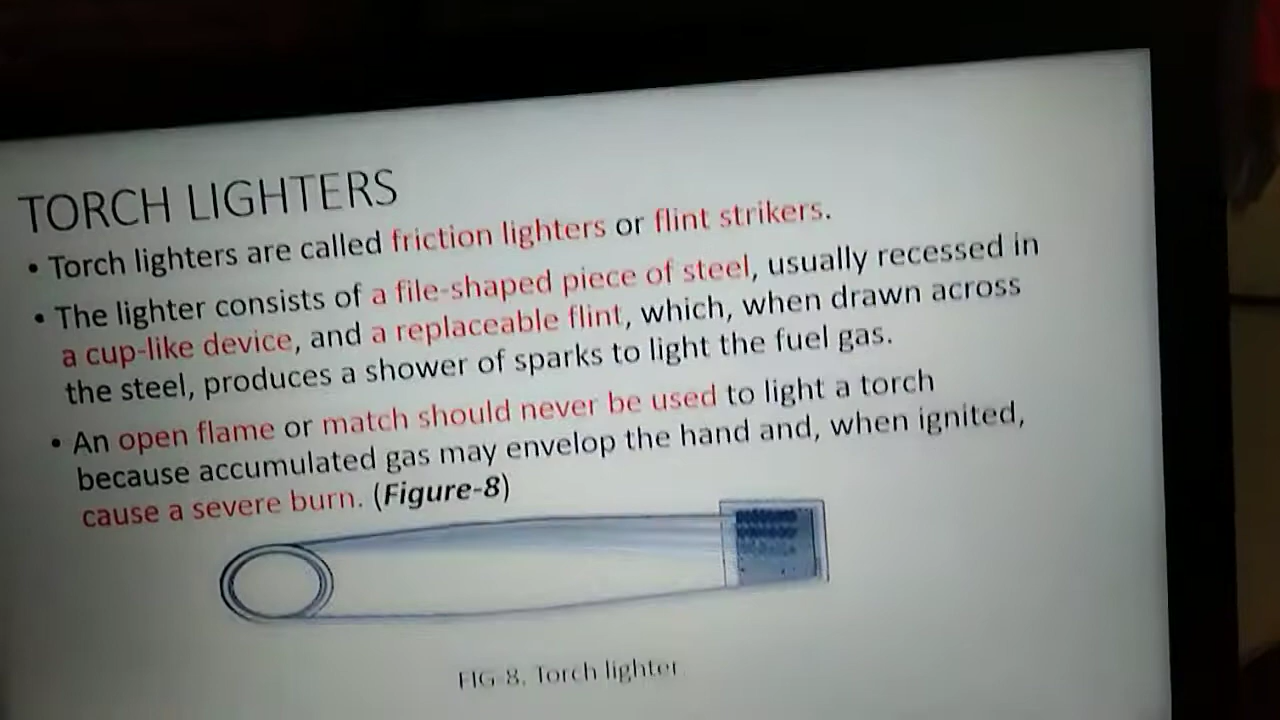 TORCH LIGHTERS
• Torch lighters are called friction lighters or flint strikers.
• The lighter consists of a file-shaped piece of steel, usually recessed in
a cup-like device, and a replaceable flint, which, when drawn across
the steel, produces a shower of sparks to light the fuel gas.
• An open flame or match should never be used to light a torch
because accumulated gas may envelop the hand and, when ignited,
cause a severe burn. (Figure-8)
FIG-8. Torch lighter